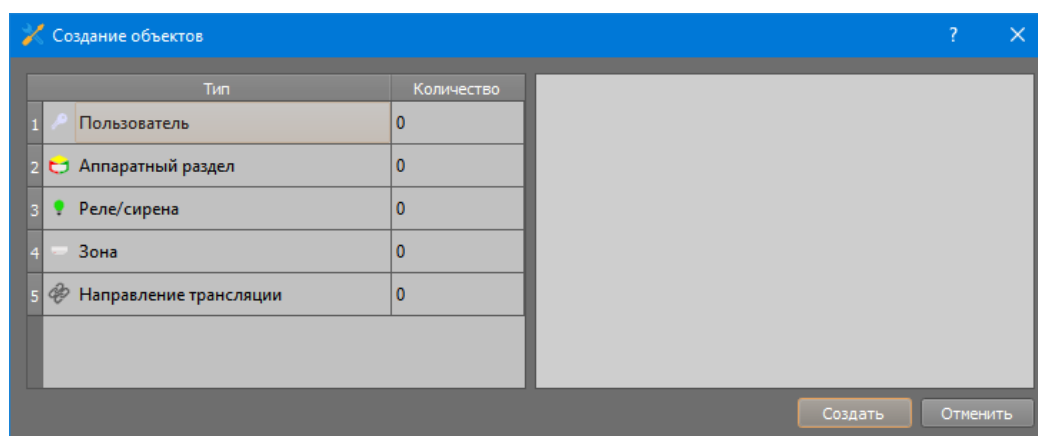 Создание объектов ?
Тип Количество
1 Пользователь 0
2 Аппаратный раздел 0
3 Реле/сирена 0
4 Зона 0
5 Направление трансляции 0
Создать Отменить